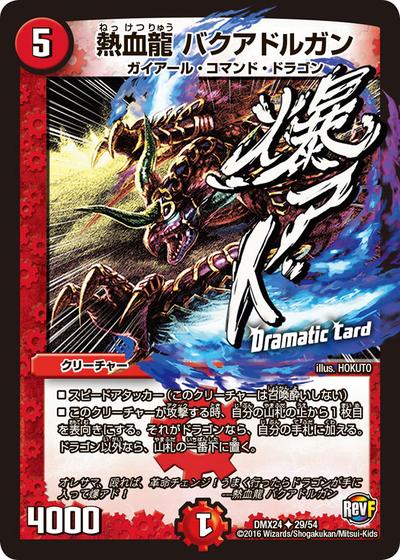 5
ねっけつりゅう
熱血龍 バクアドルガン
ガイアール・コマンド・ドラゴン
爆アド
Dramatic Card
illus. HOKUTO
クリーチャー
■ スピードアタッカー(このクリーチャーは召喚酔いしない)
■ このクリーチャーが攻撃する時、自分の山札の上から1枚目
を表向きにする。それがドラゴンなら、自分の手札に加える。
ドラゴン以外なら、山札の一番下に置く。
オレサマ、殴れば、革命チェンジ!うまく行ったらドラゴンが手に
入って爆アド! ---熱血龍 バクアドルガン
4000
1
RevF
DMX24 ◆ 29/54
©2016 Wizards/Shogakukan/Mitsui-Kids